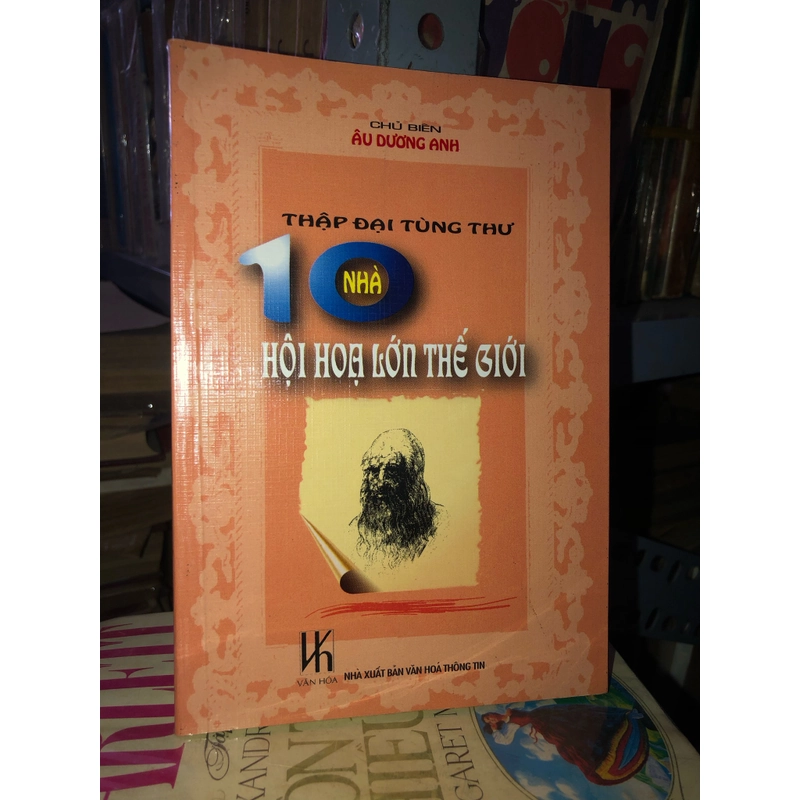 CHỦ BIÊN
ÂU DƯƠNG ANH
THẬP ĐẠI TÙNG THƯ
10
NHÀ
HỘI HOẠ LỚN THẾ GIỚI
VĂN HÓA
NHÀ XUẤT BẢN VĂN HOÁ THÔNG TIN